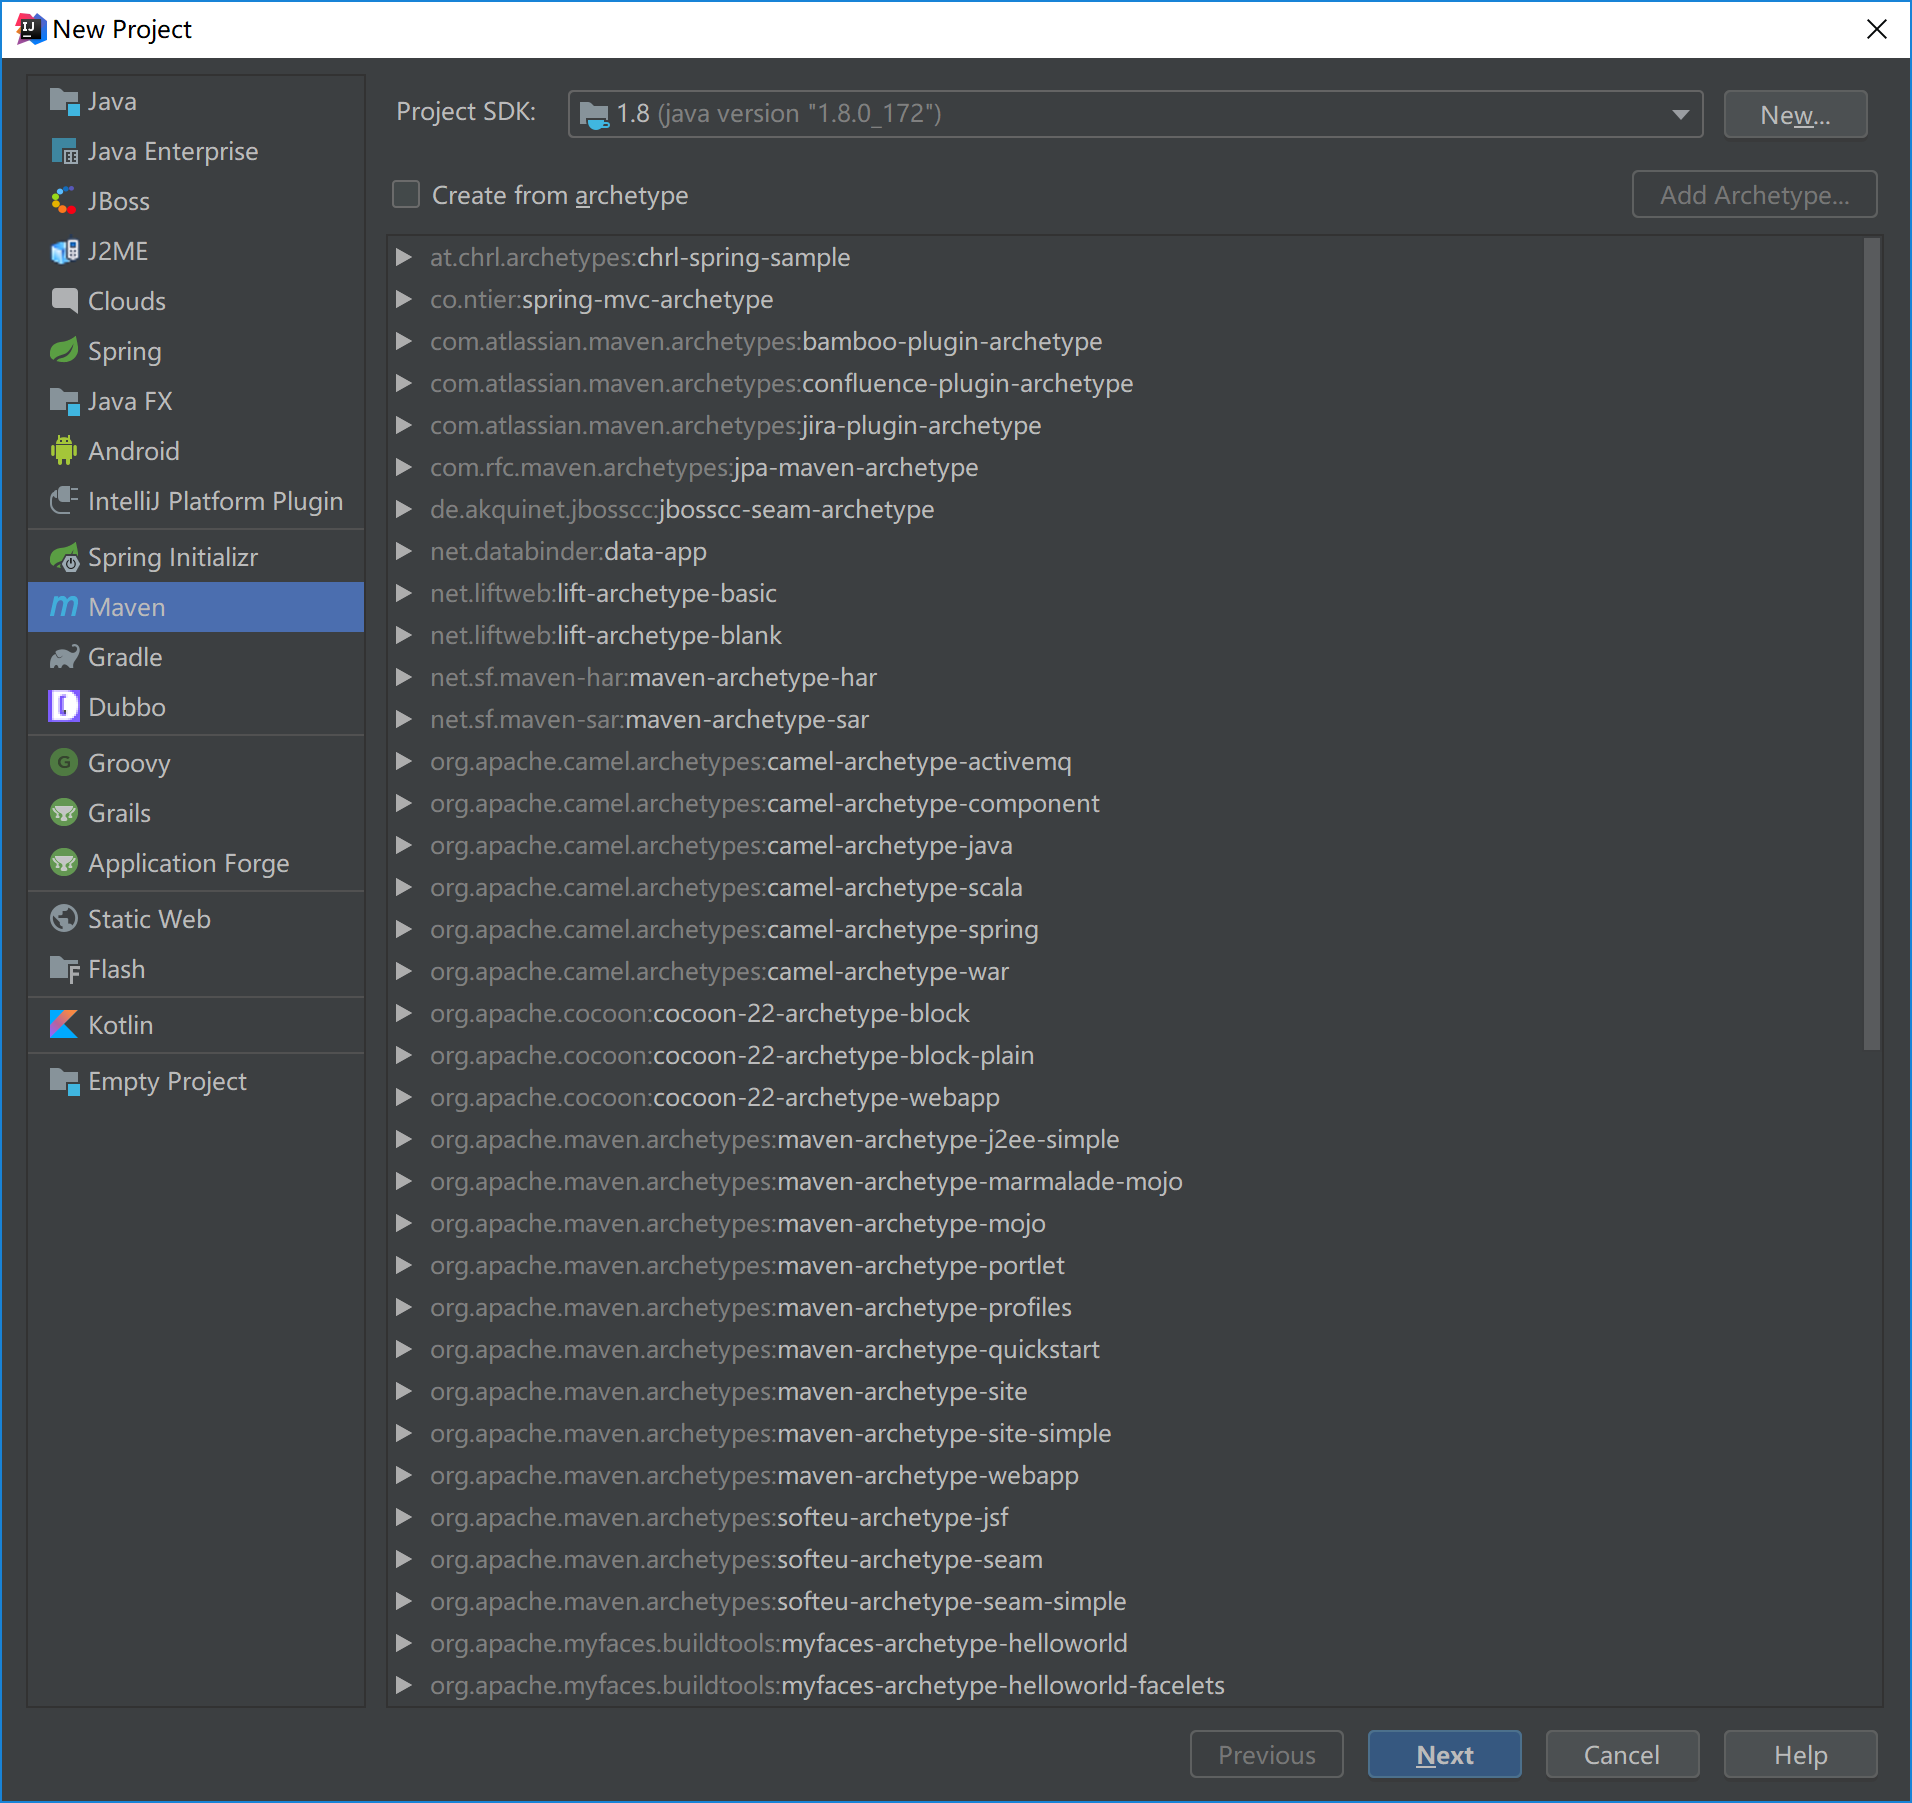 New Project
Java
Java Enterprise
JBoss
J2ME
Clouds
Spring
Java FX
Android
IntelliJ Platform Plugin
Spring Initializr
Maven
Gradle
Dubbo
Groovy
Grails
Application Forge
Static Web
Flash
Kotlin
Empty Project
Project SDK: 1.8 (java version "1.8.0_172") New...
Create from archetype Add Archetype...
at.chrl.archetypes:chrl-spring-sample
co.ntier:spring-mvc-archetype
com.atlassian.maven.archetypes:bamboo-plugin-archetype
com.atlassian.maven.archetypes:confluence-plugin-archetype
com.atlassian.maven.archetypes:jira-plugin-archetype
com.rfc.maven.archetypes:jpa-maven-archetype
de.akquinet.jbosscc:jbosscc-seam-archetype
net.databinder:data-app
net.liftweb:lift-archetype-basic
net.liftweb:lift-archetype-blank
net.sf.maven-har:maven-archetype-har
net.sf.maven-sar:maven-archetype-sar
org.apache.camel.archetypes:camel-archetype-activemq
org.apache.camel.archetypes:camel-archetype-component
org.apache.camel.archetypes:camel-archetype-java
org.apache.camel.archetypes:camel-archetype-scala
org.apache.camel.archetypes:camel-archetype-spring
org.apache.camel.archetypes:camel-archetype-war
org.apache.cocoon:cocoon-22-archetype-block
org.apache.cocoon:cocoon-22-archetype-block-plain
org.apache.cocoon:cocoon-22-archetype-webapp
org.apache.maven.archetypes:maven-archetype-j2ee-simple
org.apache.maven.archetypes:maven-archetype-marmalade-mojo
org.apache.maven.archetypes:maven-archetype-mojo
org.apache.maven.archetypes:maven-archetype-portlet
org.apache.maven.archetypes:maven-archetype-profiles
org.apache.maven.archetypes:maven-archetype-quickstart
org.apache.maven.archetypes:maven-archetype-site
org.apache.maven.archetypes:maven-archetype-site-simple
org.apache.maven.archetypes:maven-archetype-webapp
org.apache.maven.archetypes:softeu-archetype-jsf
org.apache.maven.archetypes:softeu-archetype-seam
org.apache.maven.archetypes:softeu-archetype-seam-simple
org.apache.myfaces.buildtools:myfaces-archetype-helloworld
org.apache.myfaces.buildtools:myfaces-archetype-helloworld-facelets
Previous Next Cancel Help